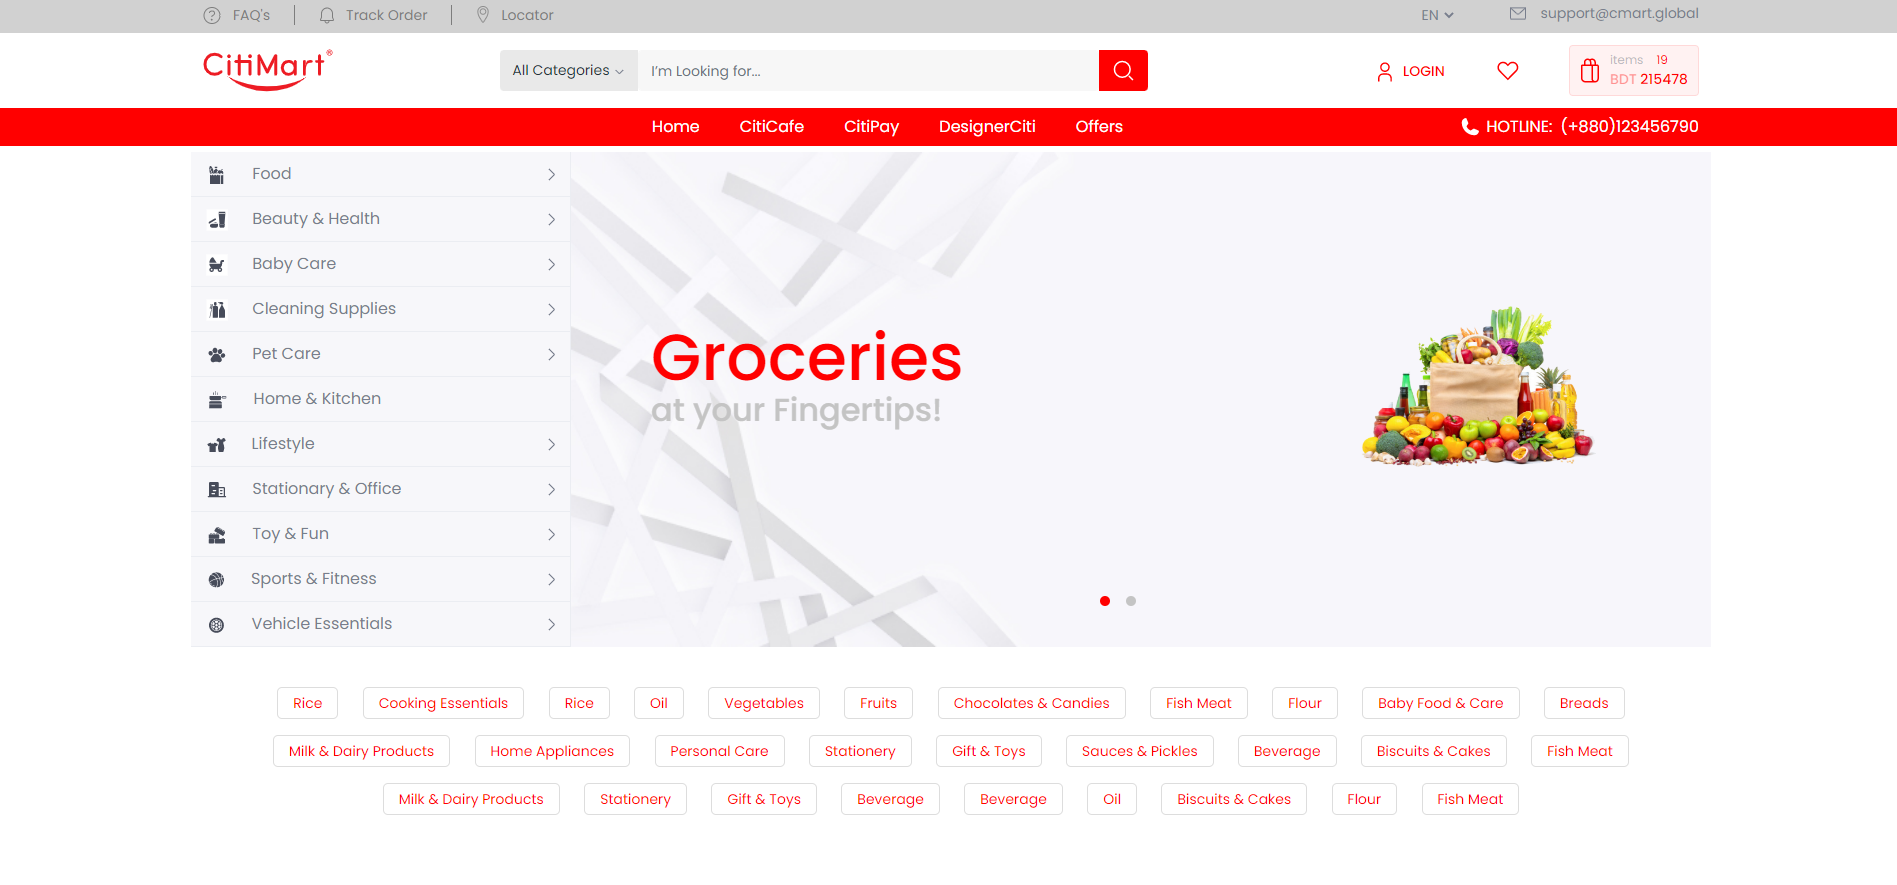 FAQ's
Track Order
Locator
EN
support@cmart.global
CitiMart®
All Categories
I'm Looking for...
LOGIN
items 19
BDT 215478
Home
CitiCafe
CitiPay
DesignerCiti
Offers
HOTLINE: (+880)123456790
Food
Beauty & Health
Baby Care
Cleaning Supplies
Pet Care
Home & Kitchen
Lifestyle
Stationary & Office
Toy & Fun
Sports & Fitness
Vehicle Essentials
Groceries
at your Fingertips!
Rice
Cooking Essentials
Rice
Oil
Vegetables
Fruits
Chocolates & Candies
Fish Meat
Flour
Baby Food & Care
Breads
Milk & Dairy Products
Home Appliances
Personal Care
Stationery
Gift & Toys
Sauces & Pickles
Beverage
Biscuits & Cakes
Fish Meat
Milk & Dairy Products
Stationery
Gift & Toys
Beverage
Beverage
Oil
Biscuits & Cakes
Flour
Fish Meat